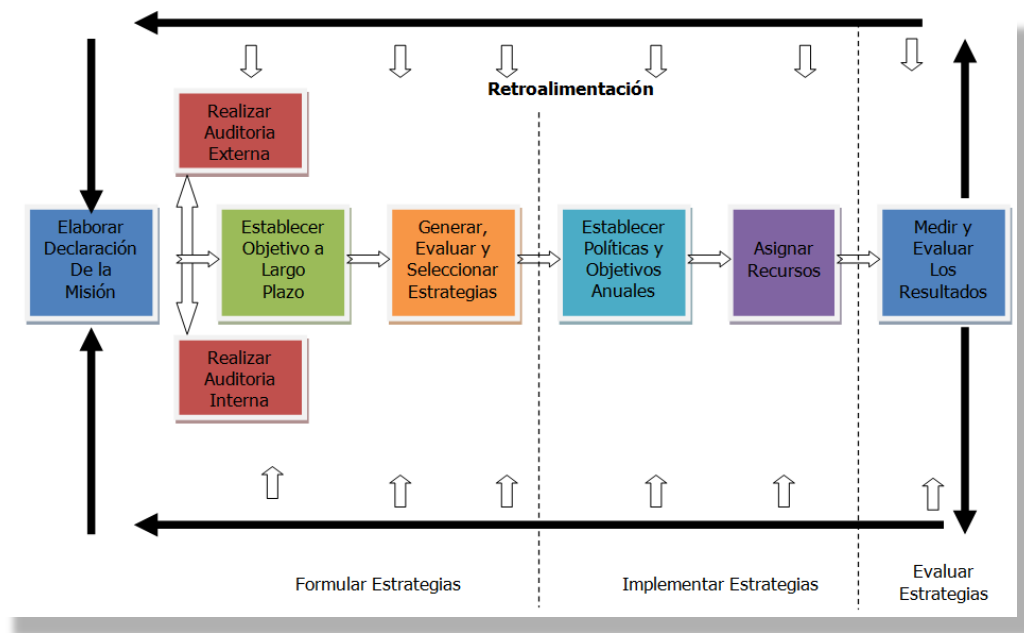 Retroalimentación
Realizar
Auditoria
Externa
Elaborar
Declaración
De la
Misión
Establecer
Objetivo a
Largo
Plazo
Generar,
Evaluar y
Seleccionar
Estrategias
Establecer
Políticas y
Objetivos
Anuales
Asignar
Recursos
Medir y
Evaluar
Los
Resultados
Realizar
Auditoria
Interna
Formular Estrategias
Implementar Estrategias
Evaluar
Estrategias